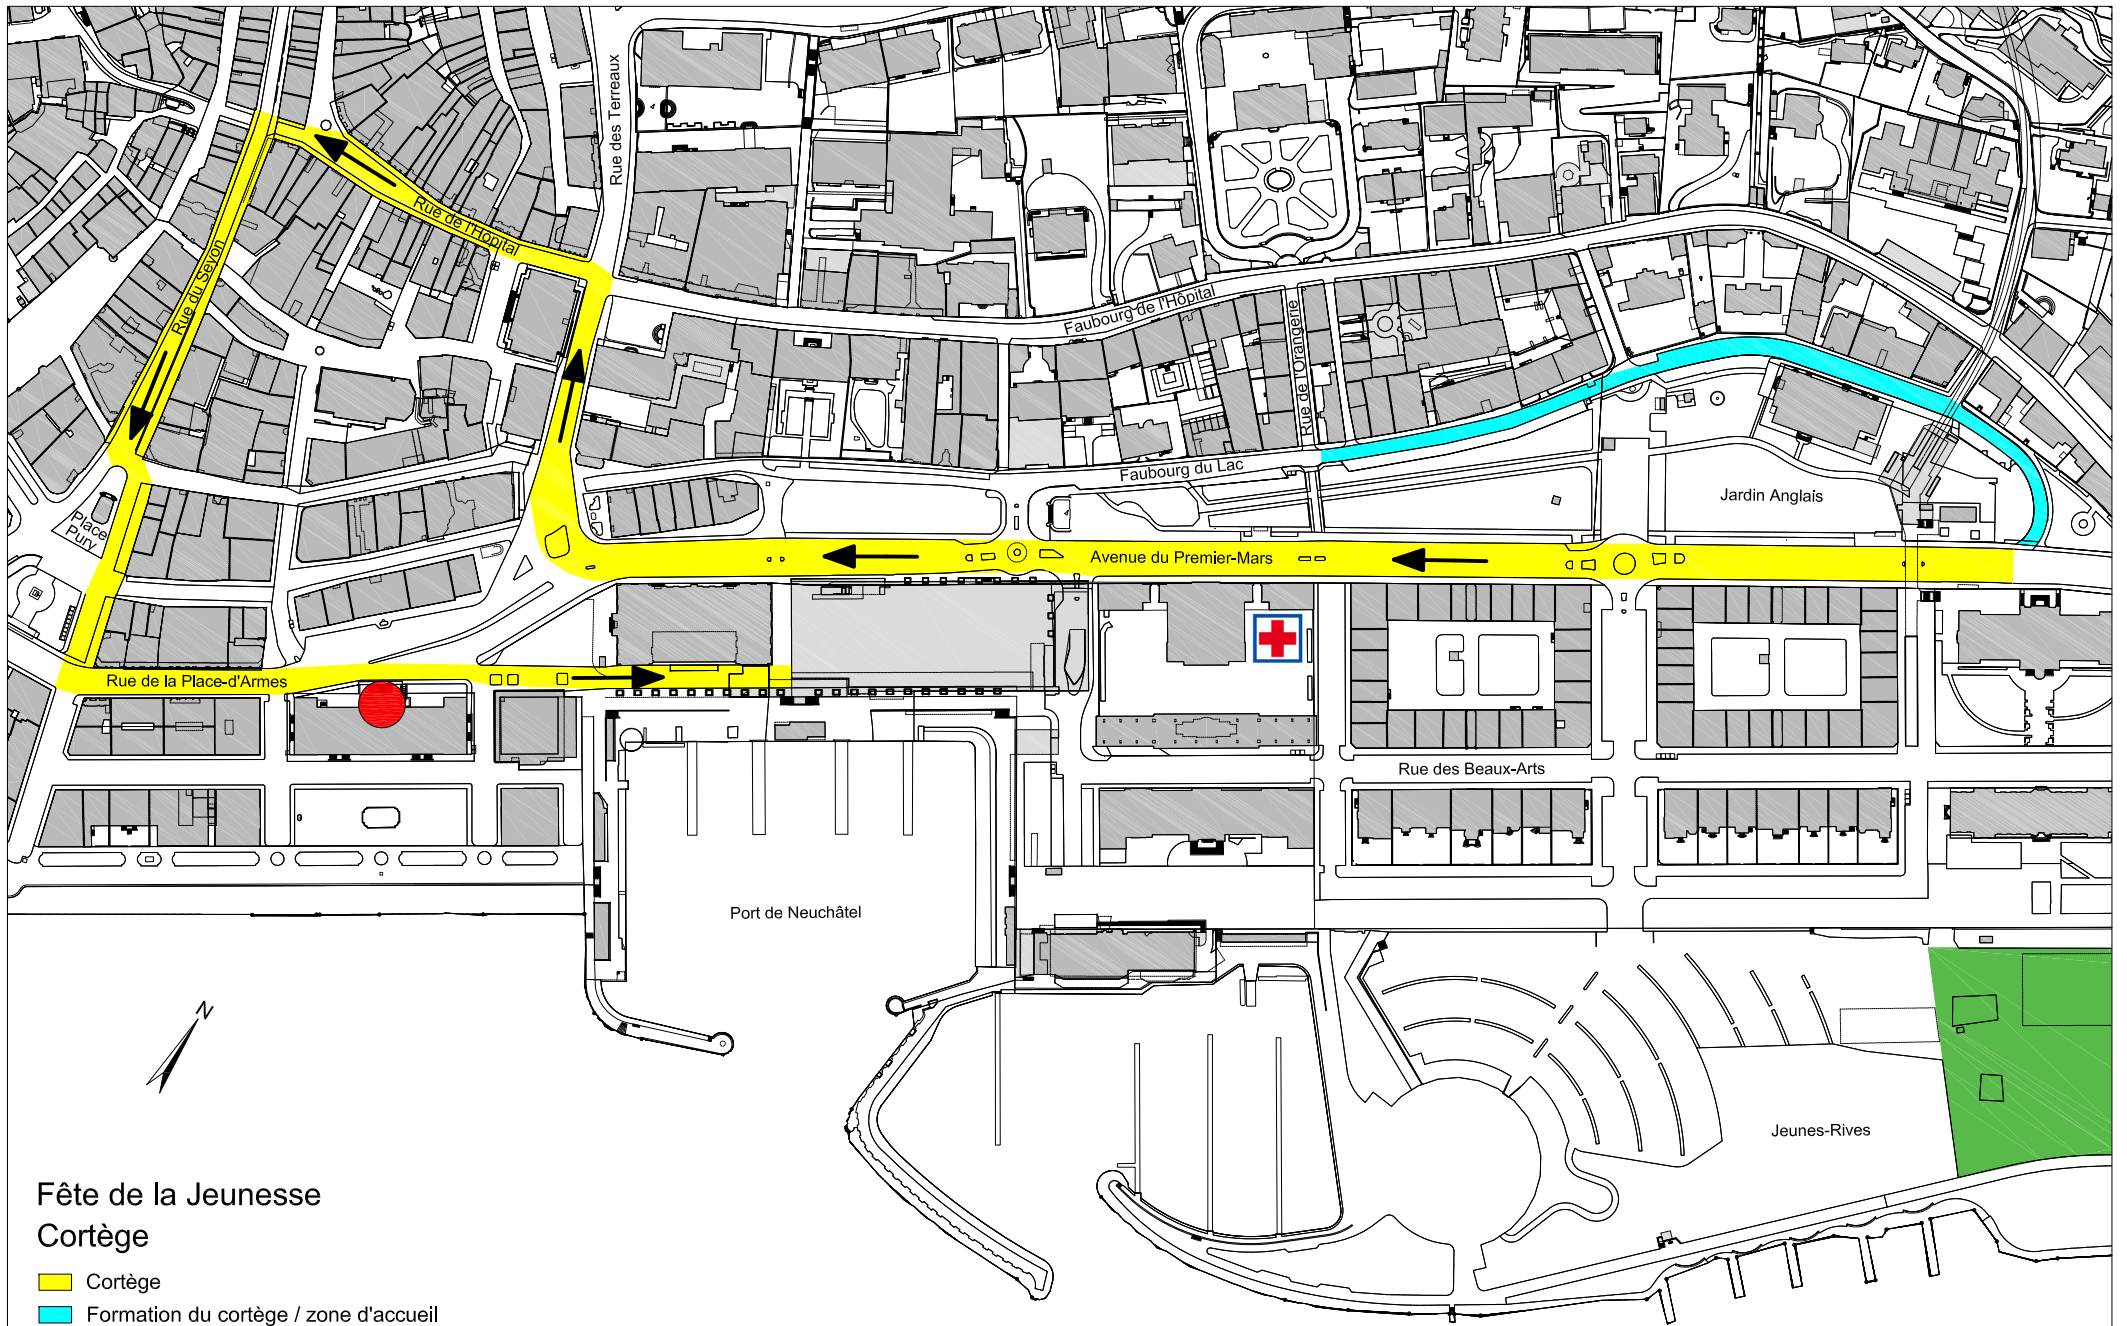 Rue des Terreaux
Rue de l'Hôpital
Rue du Seyon
Faubourg de l'Hôpital
Rue de l'Orangerie
Faubourg du Lac
Jardin Anglais
Place
Pury
Avenue du Premier-Mars
Rue de la Place-d'Armes
Rue des Beaux-Arts
Port de Neuchâtel
N
Jeunes-Rives
Fête de la Jeunesse
Cortège
Cortège
Formation du cortège / zone d'accueil